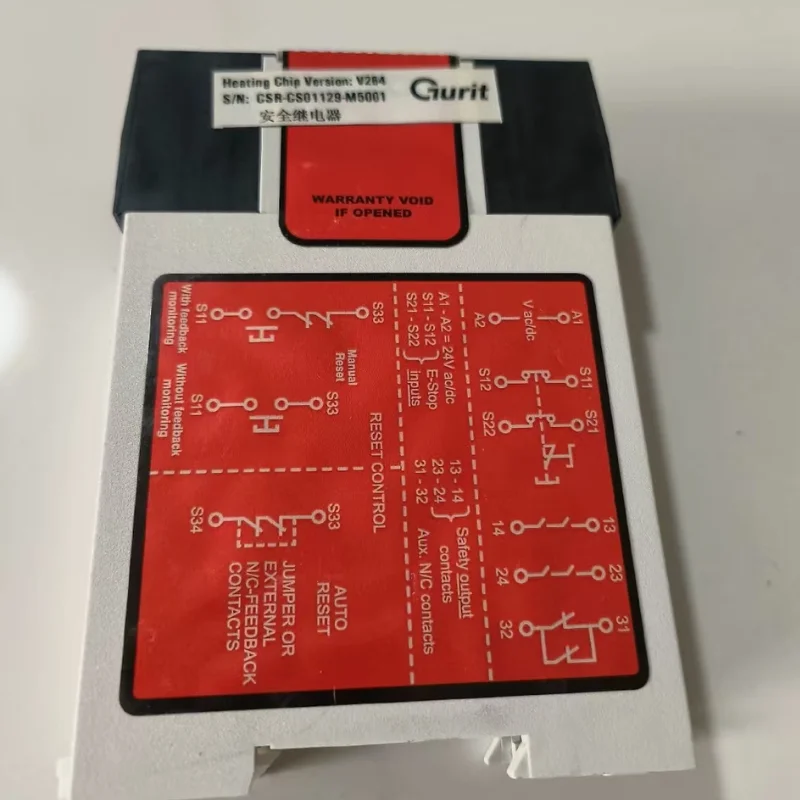 Heating Chip Version: V284
S/N: CSR-CS01129-M5001
安全继电器
Gurit
WARRANTY VOID
IF OPENED
A1
V ac/dc
A2
S11
S12
S21
S22
13
14
23
24
31
32
A1 - A2 = 24V ac/dc
S11 - S12
S21 - S22
E-Stop
inputs
13 - 14
23 - 24
31 - 32
Safety output
contacts
Aux. N/C contacts
RESET CONTROL
S33
Manual
Reset
S11
With feedback
monitoring
S33
S11
Without feedback
monitoring
AUTO
RESET
S33
S34
JUMPER OR
EXTERNAL
N/C-FEEDBACK
CONTACTS